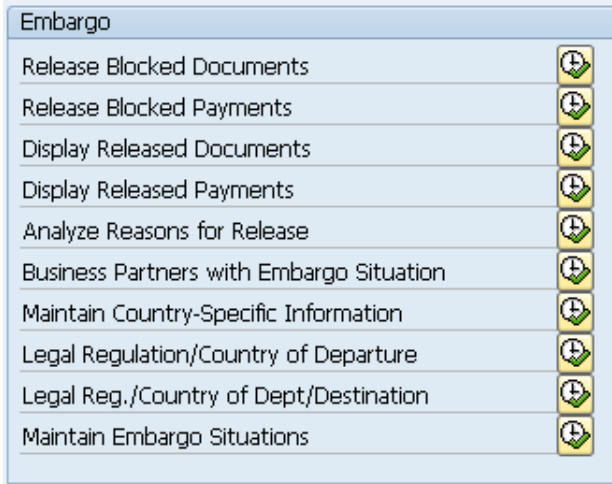 Embargo
Release Blocked Documents
Release Blocked Payments
Display Released Documents
Display Released Payments
Analyze Reasons for Release
Business Partners with Embargo Situation
Maintain Country-Specific Information
Legal Regulation/Country of Departure
Legal Reg./Country of Dept/Destination
Maintain Embargo Situations